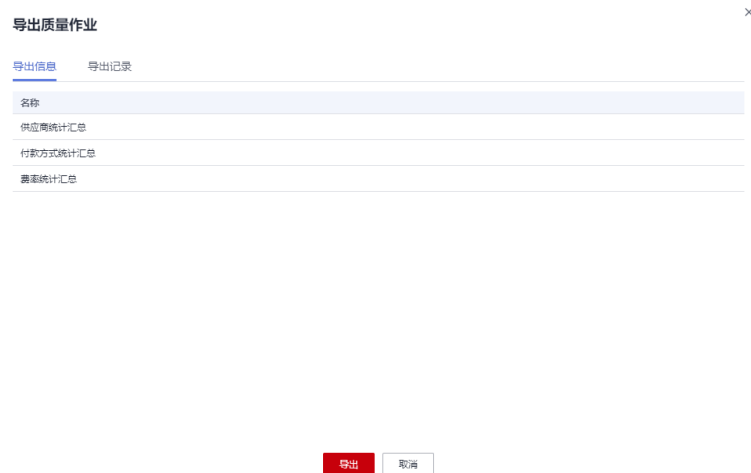 导出质量作业
导出信息 导出记录
名称
供应商统计汇总
付款方式统计汇总
费率统计汇总
导出 取消